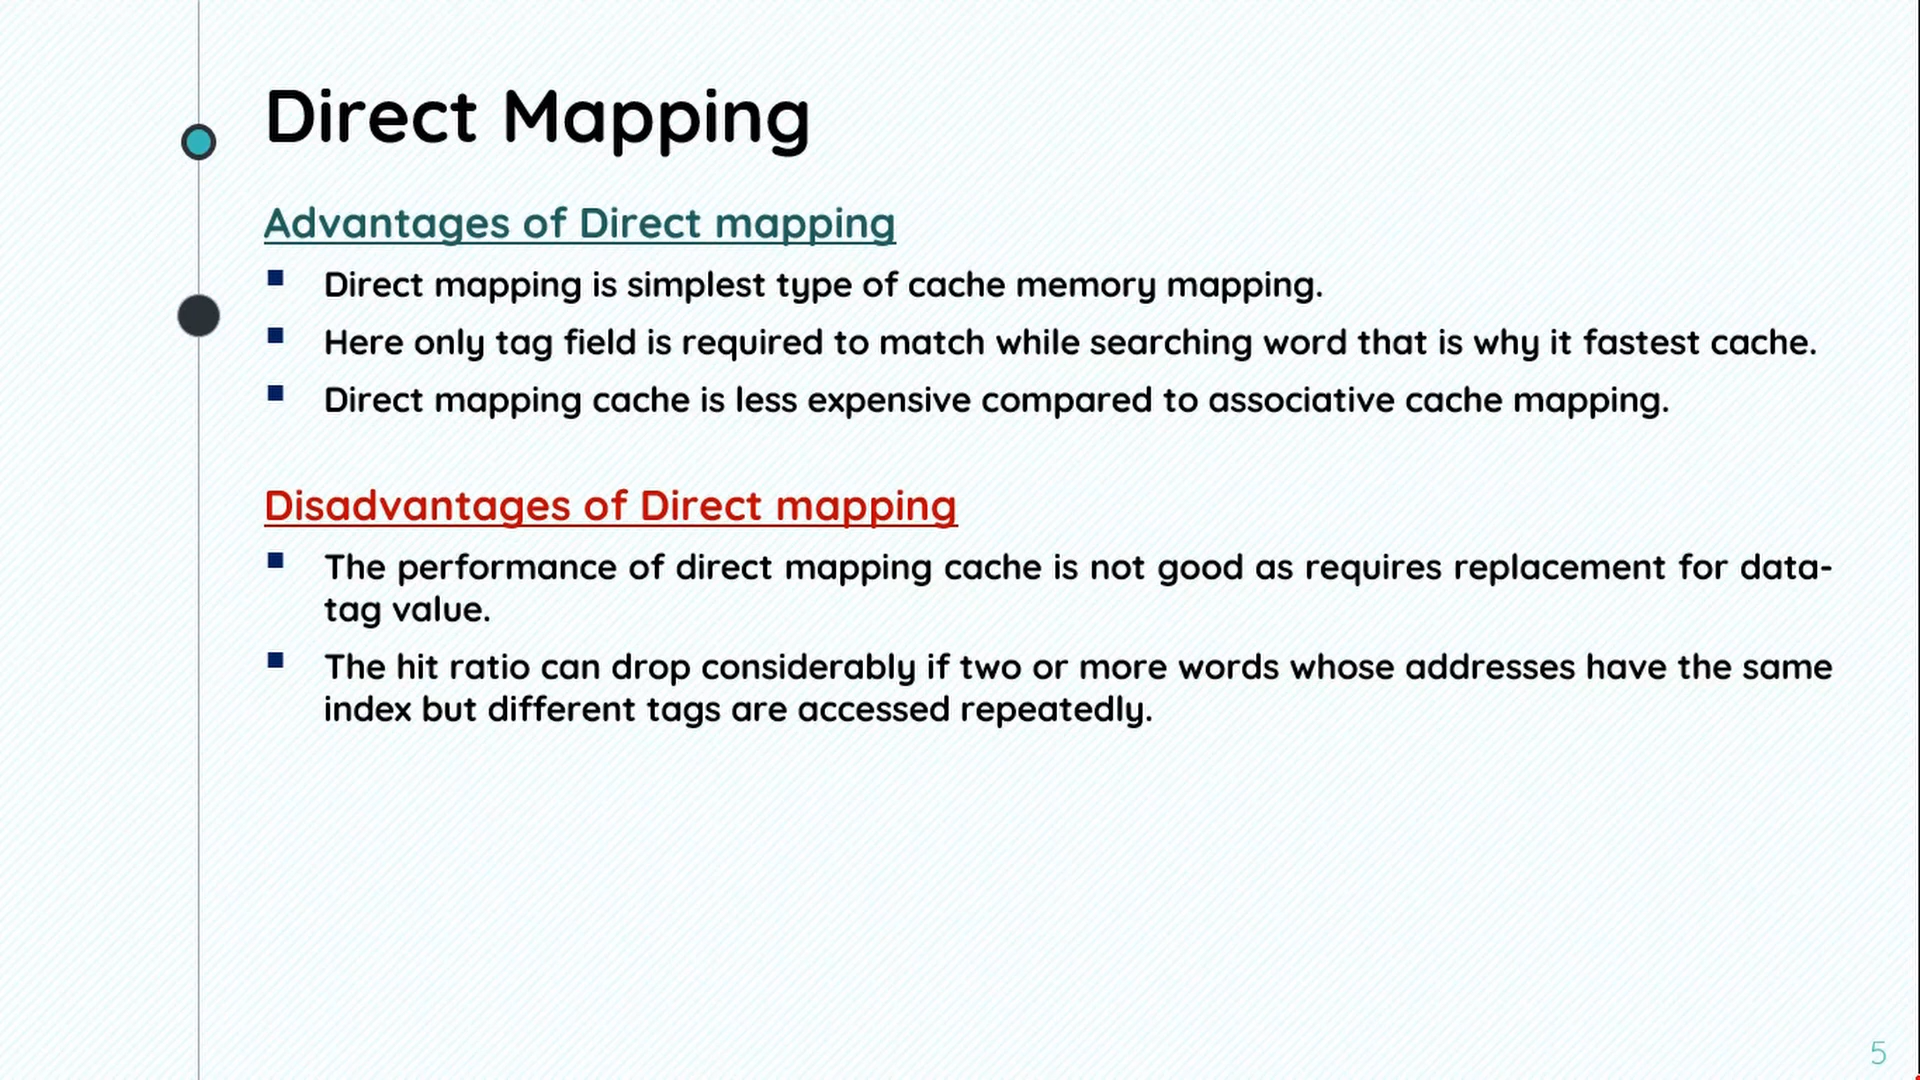 Direct Mapping
Advantages of Direct mapping
Direct mapping is simplest type of cache memory mapping.
Here only tag field is required to match while searching word that is why it fastest cache.
Direct mapping cache is less expensive compared to associative cache mapping.
Disadvantages of Direct mapping
The performance of direct mapping cache is not good as requires replacement for data-
tag value.
The hit ratio can drop considerably if two or more words whose addresses have the same
index but different tags are accessed repeatedly.
5